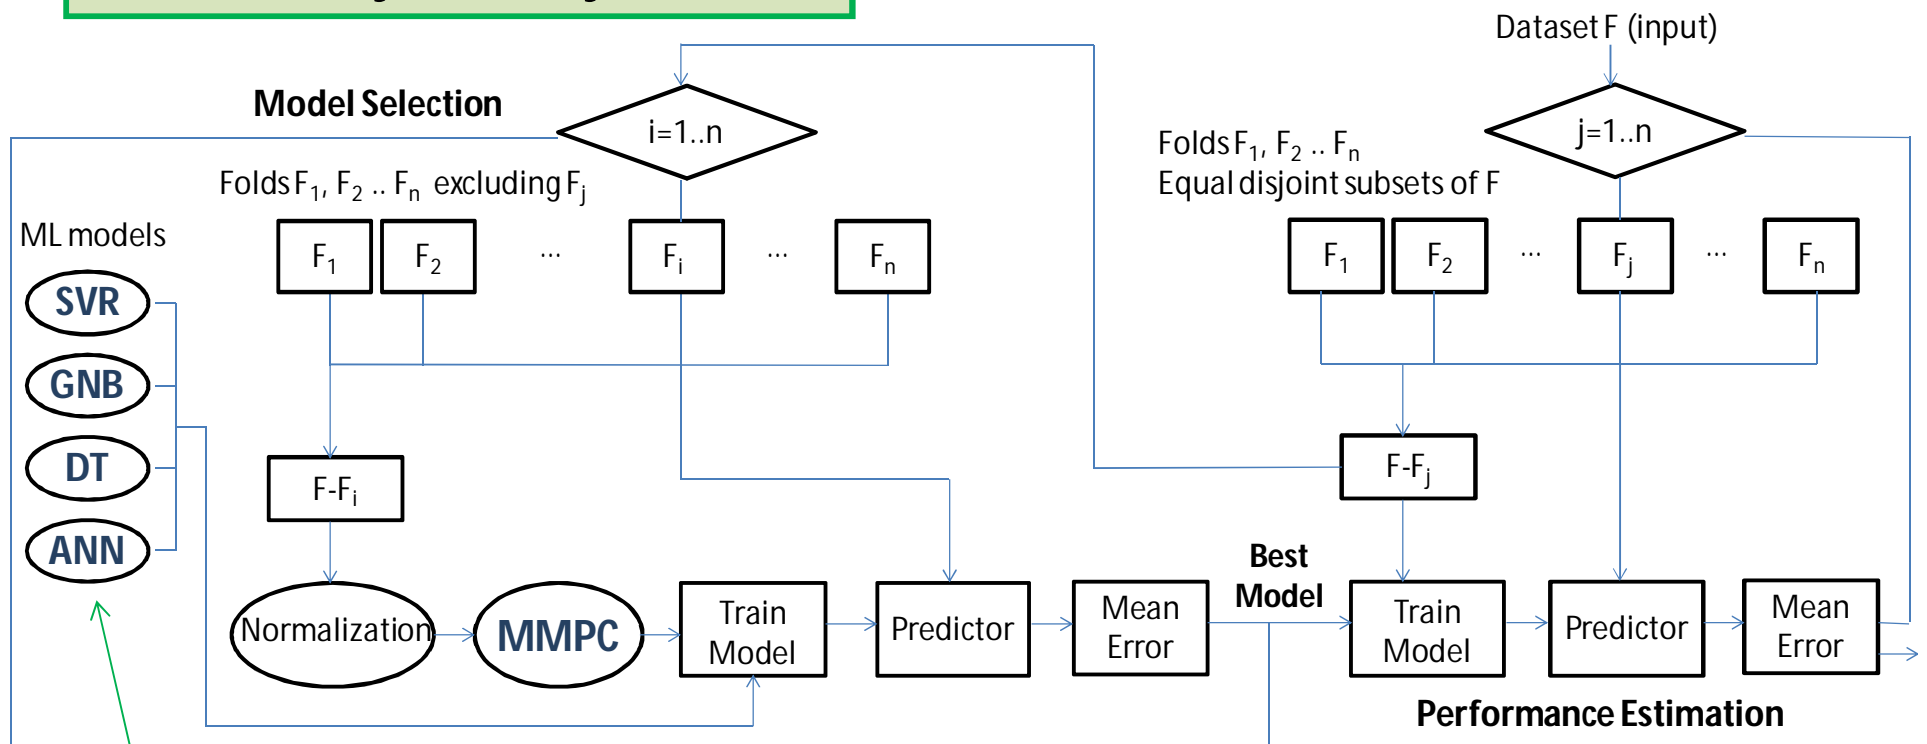 Dataset F (input)
Model Selection
i=1..n
j=1..n
Folds F1, F2 .. Fn
Equal disjoint subsets of F
Folds F1, F2 .. Fn excluding Fj
ML models
F1
F2
...
Fi
...
Fn
F1
F2
...
Fj
...
Fn
SVR
GNB
DT
ANN
F-Fi
F-Fj
Best
Model
Normalization
MMPC
Train
Model
Predictor
Mean
Error
Train
Model
Predictor
Mean
Error
Performance Estimation